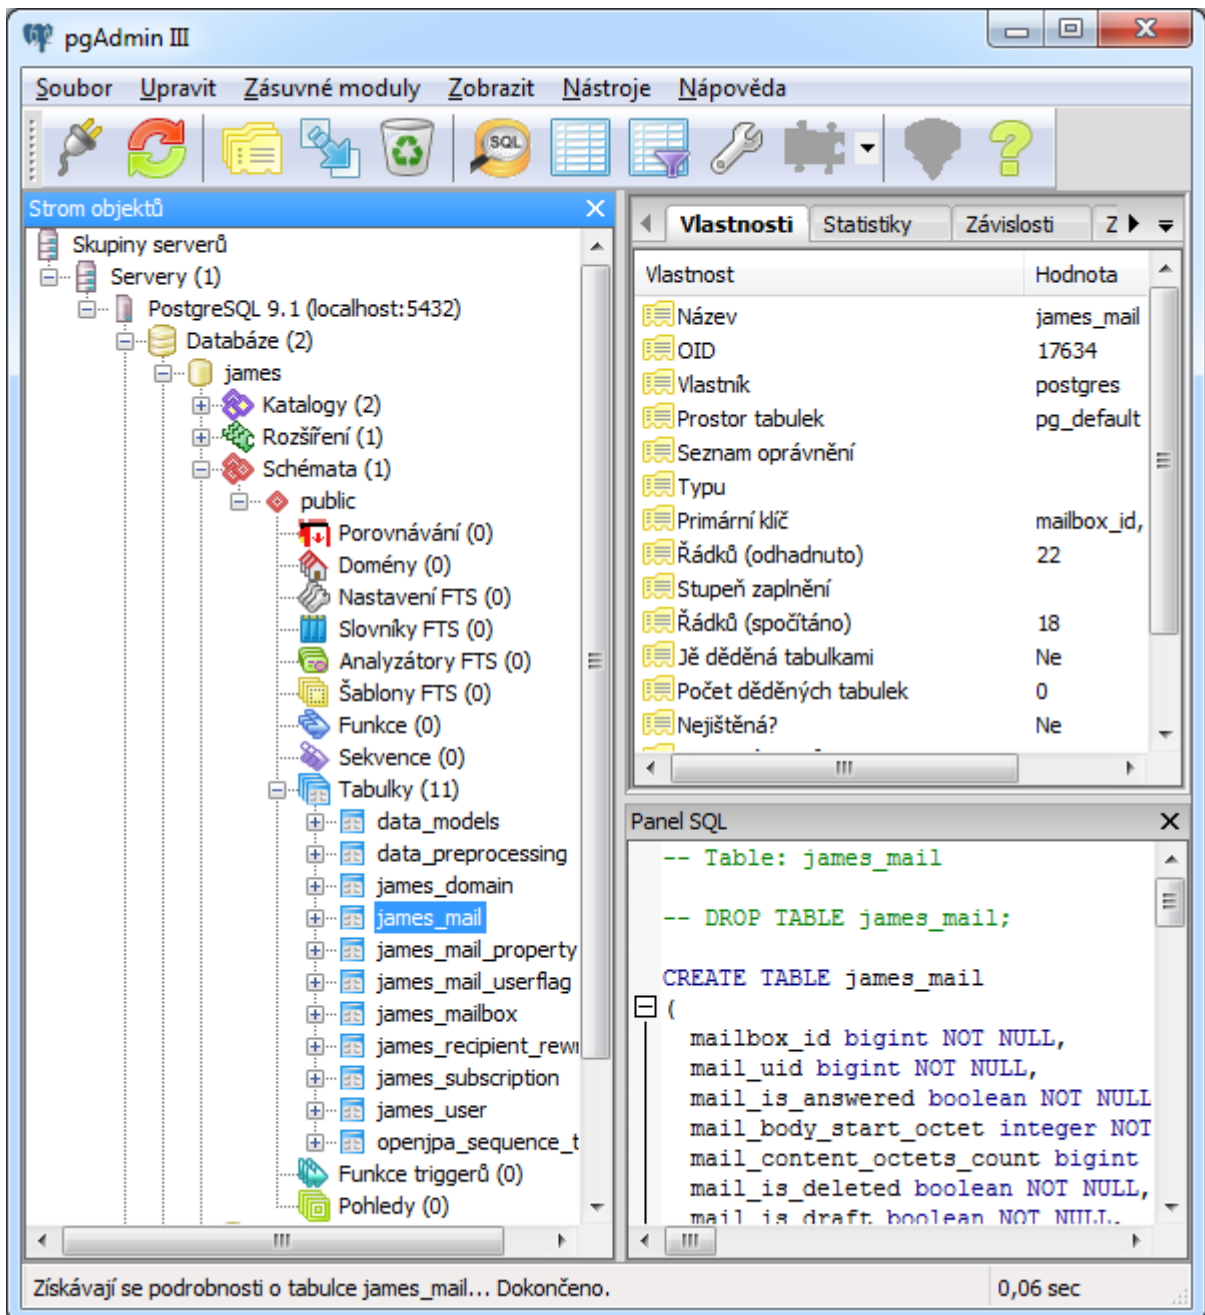 pgAdmin III
Soubor Upravit Zásuvné moduly Zobrazit Nástroje Nápověda
SQL
Strom objektů
Skupiny serverů
Servery (1)
PostgreSQL 9.1 (localhost:5432)
Databáze (2)
james
Katalogy (2)
Rozšíření (1)
Schémata (1)
public
Porovnávání (0)
Domény (0)
Nastavení FTS (0)
Slovníky FTS (0)
Analyzátory FTS (0)
Šablony FTS (0)
Funkce (0)
Sekvence (0)
Tabulky (11)
data_models
data_preprocessing
james_domain
james_mail
james_mail_property
james_mail_userflag
james_mailbox
james_recipient_rewr
james_subscription
james_user
openjpa_sequence_t
Funkce triggerů (0)
Pohledy (0)
Vlastnosti Statistiky Závislosti Z
Vlastnost Hodnota
Název james_mail
OID 17634
Vlastník postgres
Prostor tabulek pg_default
Seznam oprávnění
Typu
Primární klíč mailbox_id,
Řádků (odhadnuto) 22
Stupeň zaplnění
Řádků (spočítáno) 18
Jě děděná tabulkami Ne
Počet děděných tabulek 0
Nejištěná? Ne
Panel SQL
-- Table: james_mail
-- DROP TABLE james_mail;
CREATE TABLE james_mail
(
mailbox_id bigint NOT NULL,
mail_uid bigint NOT NULL,
mail_is_answered boolean NOT NULL
mail_body_start_octet integer NOT
mail_content_octets_count bigint
mail_is_deleted boolean NOT NULL,
mail_is_draft boolean NOT NULL,
Získávají se podrobnosti o tabulce james_mail... Dokončeno. 0,06 sec